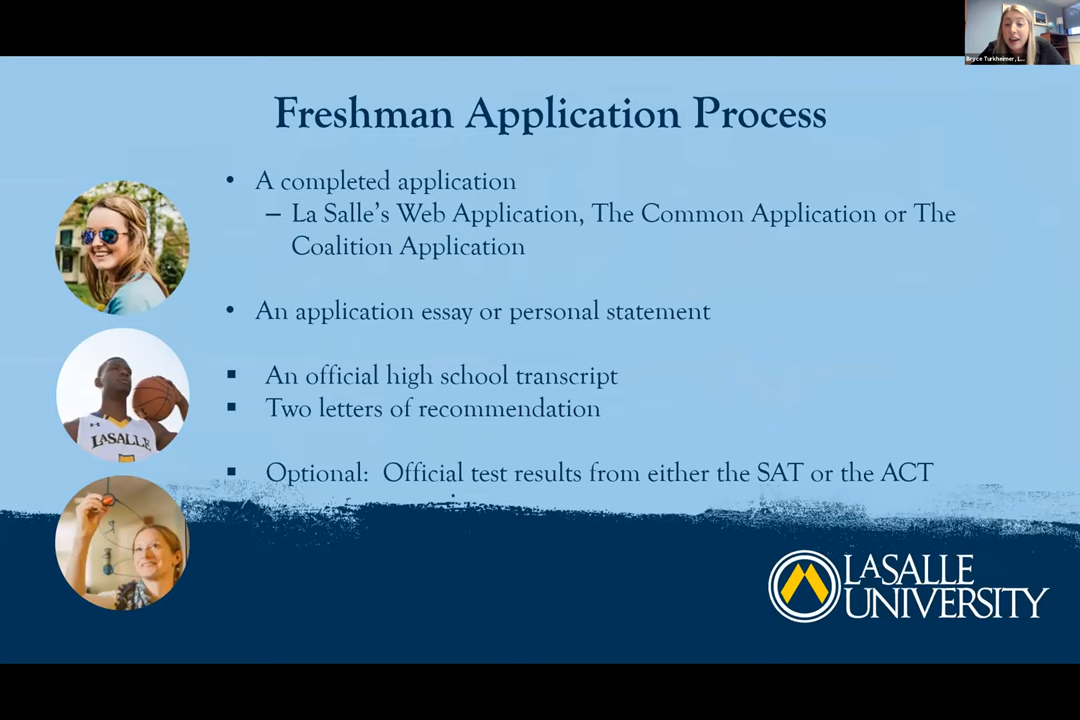 Bryce Turkheimer, L...
Freshman Application Process
• A completed application
– La Salle's Web Application, The Common Application or The
Coalition Application
• An application essay or personal statement
▪ An official high school transcript
▪ Two letters of recommendation
▪ Optional: Official test results from either the SAT or the ACT
LASALLE
LASALLE
UNIVERSITY